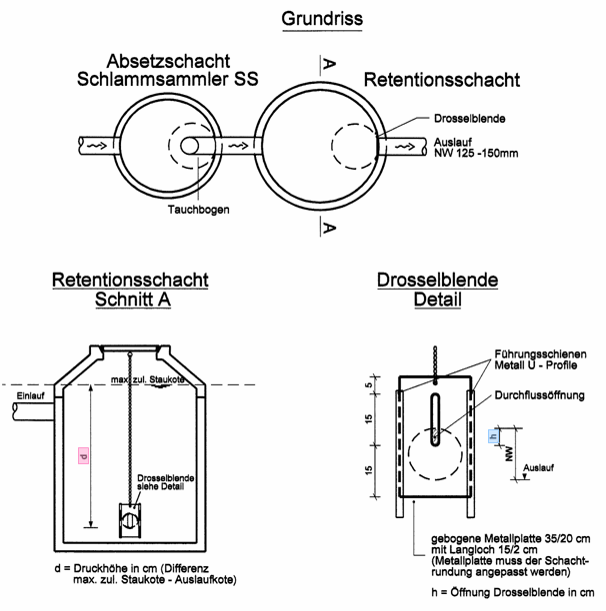 Grundriss
Absetzschacht
Schlammsammler SS
A
Retentionsschacht
Drosselblende
Auslauf
NW 125 -150mm
Tauchbogen
A
Retentionsschacht
Schnitt A
max. zul. Staukote
Einlauf
d
Drosselblende
siehe Detail
d = Druckhöhe in cm (Differenz
max. zul. Staukote - Auslaufkote)
Drosselblende
Detail
Führungsschienen
Metall U - Profile
5
Durchflussöffnung
15
h
NW
15
Auslauf
gebogene Metallplatte 35/20 cm
mit Langloch 15/2 cm
(Metallplatte muss der Schacht-
rundung angepasst werden)
h = Öffnung Drosselblende in cm